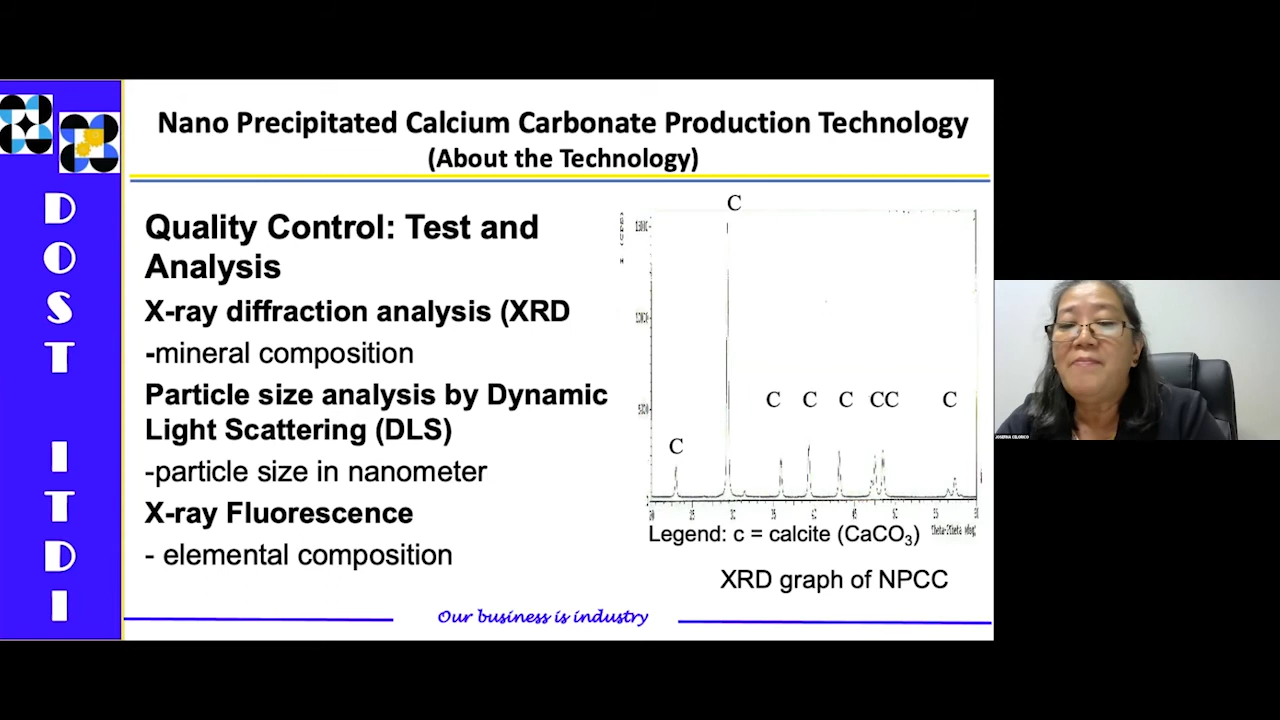 Nano Precipitated Calcium Carbonate Production Technology
(About the Technology)
DOST ITDI
Quality Control: Test and
Analysis
X-ray diffraction analysis (XRD
-mineral composition
Particle size analysis by Dynamic
Light Scattering (DLS)
-particle size in nanometer
X-ray Fluorescence
- elemental composition
C
C
C C C CC C
Legend: c = calcite (CaCO₃)
XRD graph of NPCC
Our business is industry